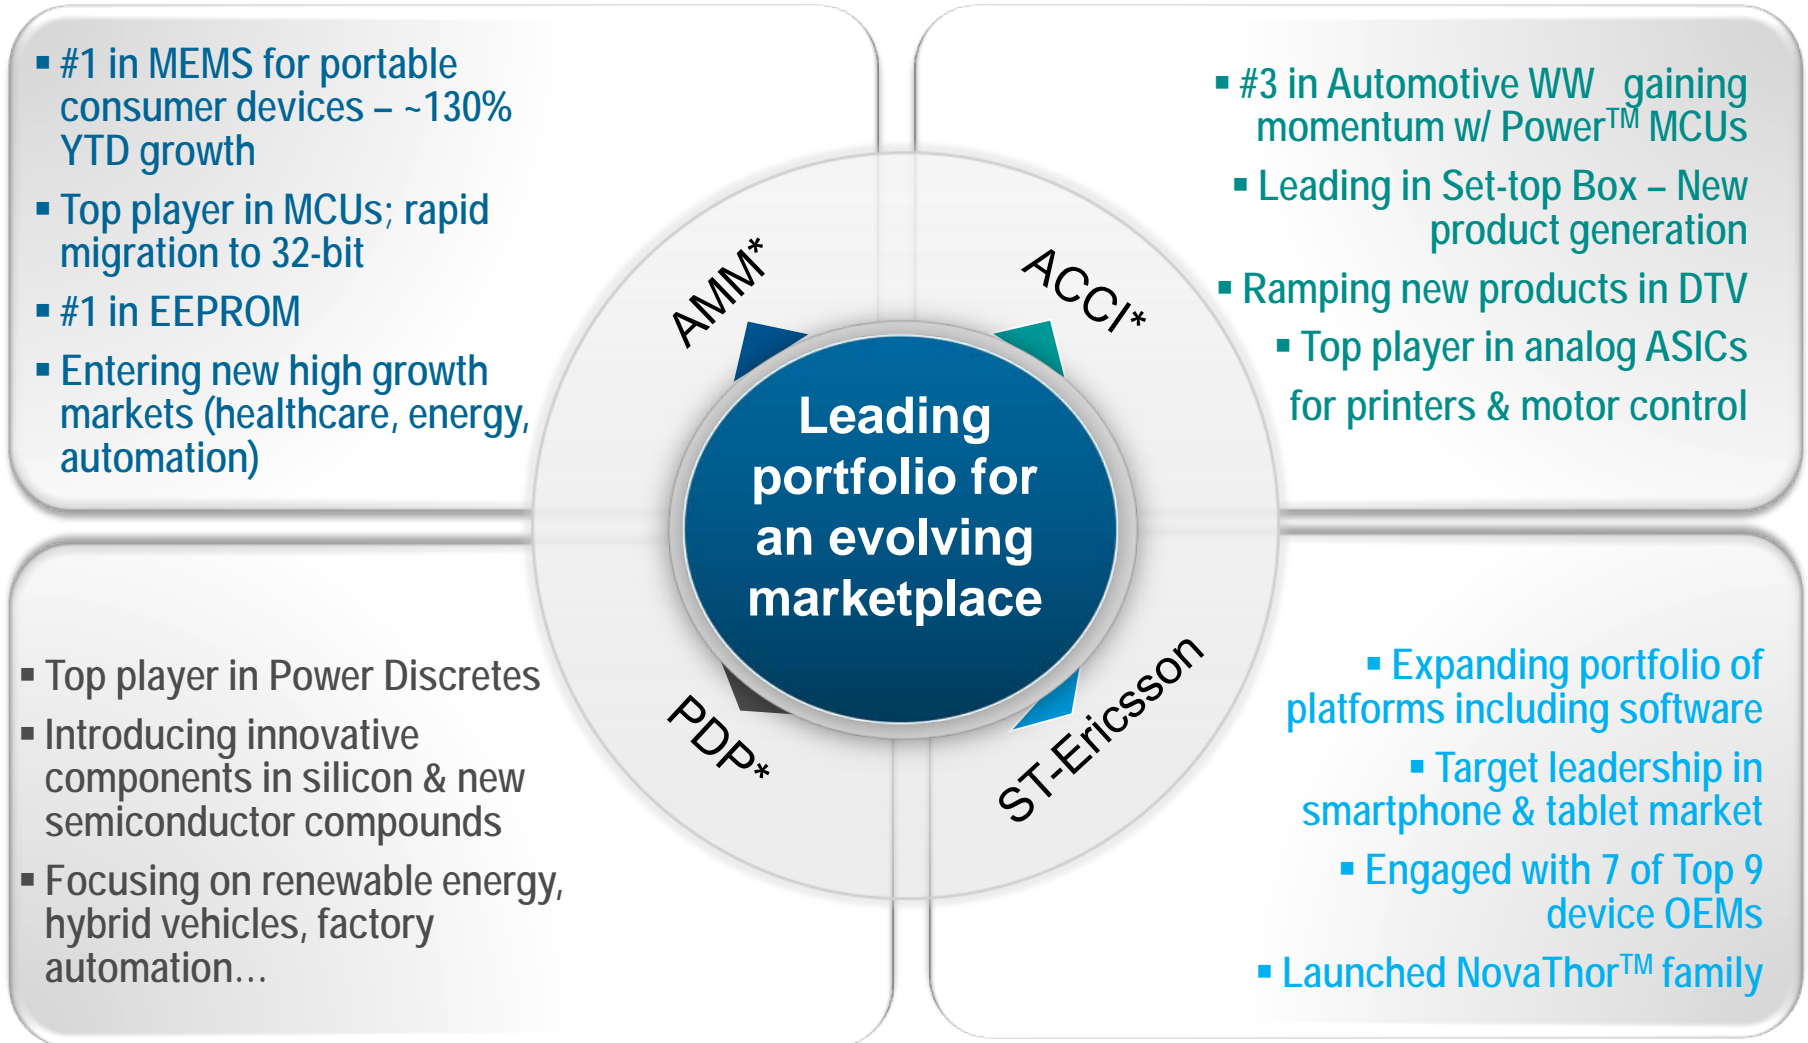 ▪ #1 in MEMS for portable
consumer devices – ~130%
YTD growth
▪ Top player in MCUs; rapid
migration to 32-bit
▪ #1 in EEPROM
▪ Entering new high growth
markets (healthcare, energy,
automation)
▪ #3 in Automotive WW gaining
momentum w/ Power™ MCUs
▪ Leading in Set-top Box – New
product generation
▪ Ramping new products in DTV
▪ Top player in analog ASICs
for printers & motor control
AMM*
ACCI*
Leading
portfolio for
an evolving
marketplace
PDP*
ST-Ericsson
▪ Top player in Power Discretes
▪ Introducing innovative
components in silicon & new
semiconductor compounds
▪ Focusing on renewable energy,
hybrid vehicles, factory
automation…
▪ Expanding portfolio of
platforms including software
▪ Target leadership in
smartphone & tablet market
▪ Engaged with 7 of Top 9
device OEMs
▪ Launched NovaThor™ family